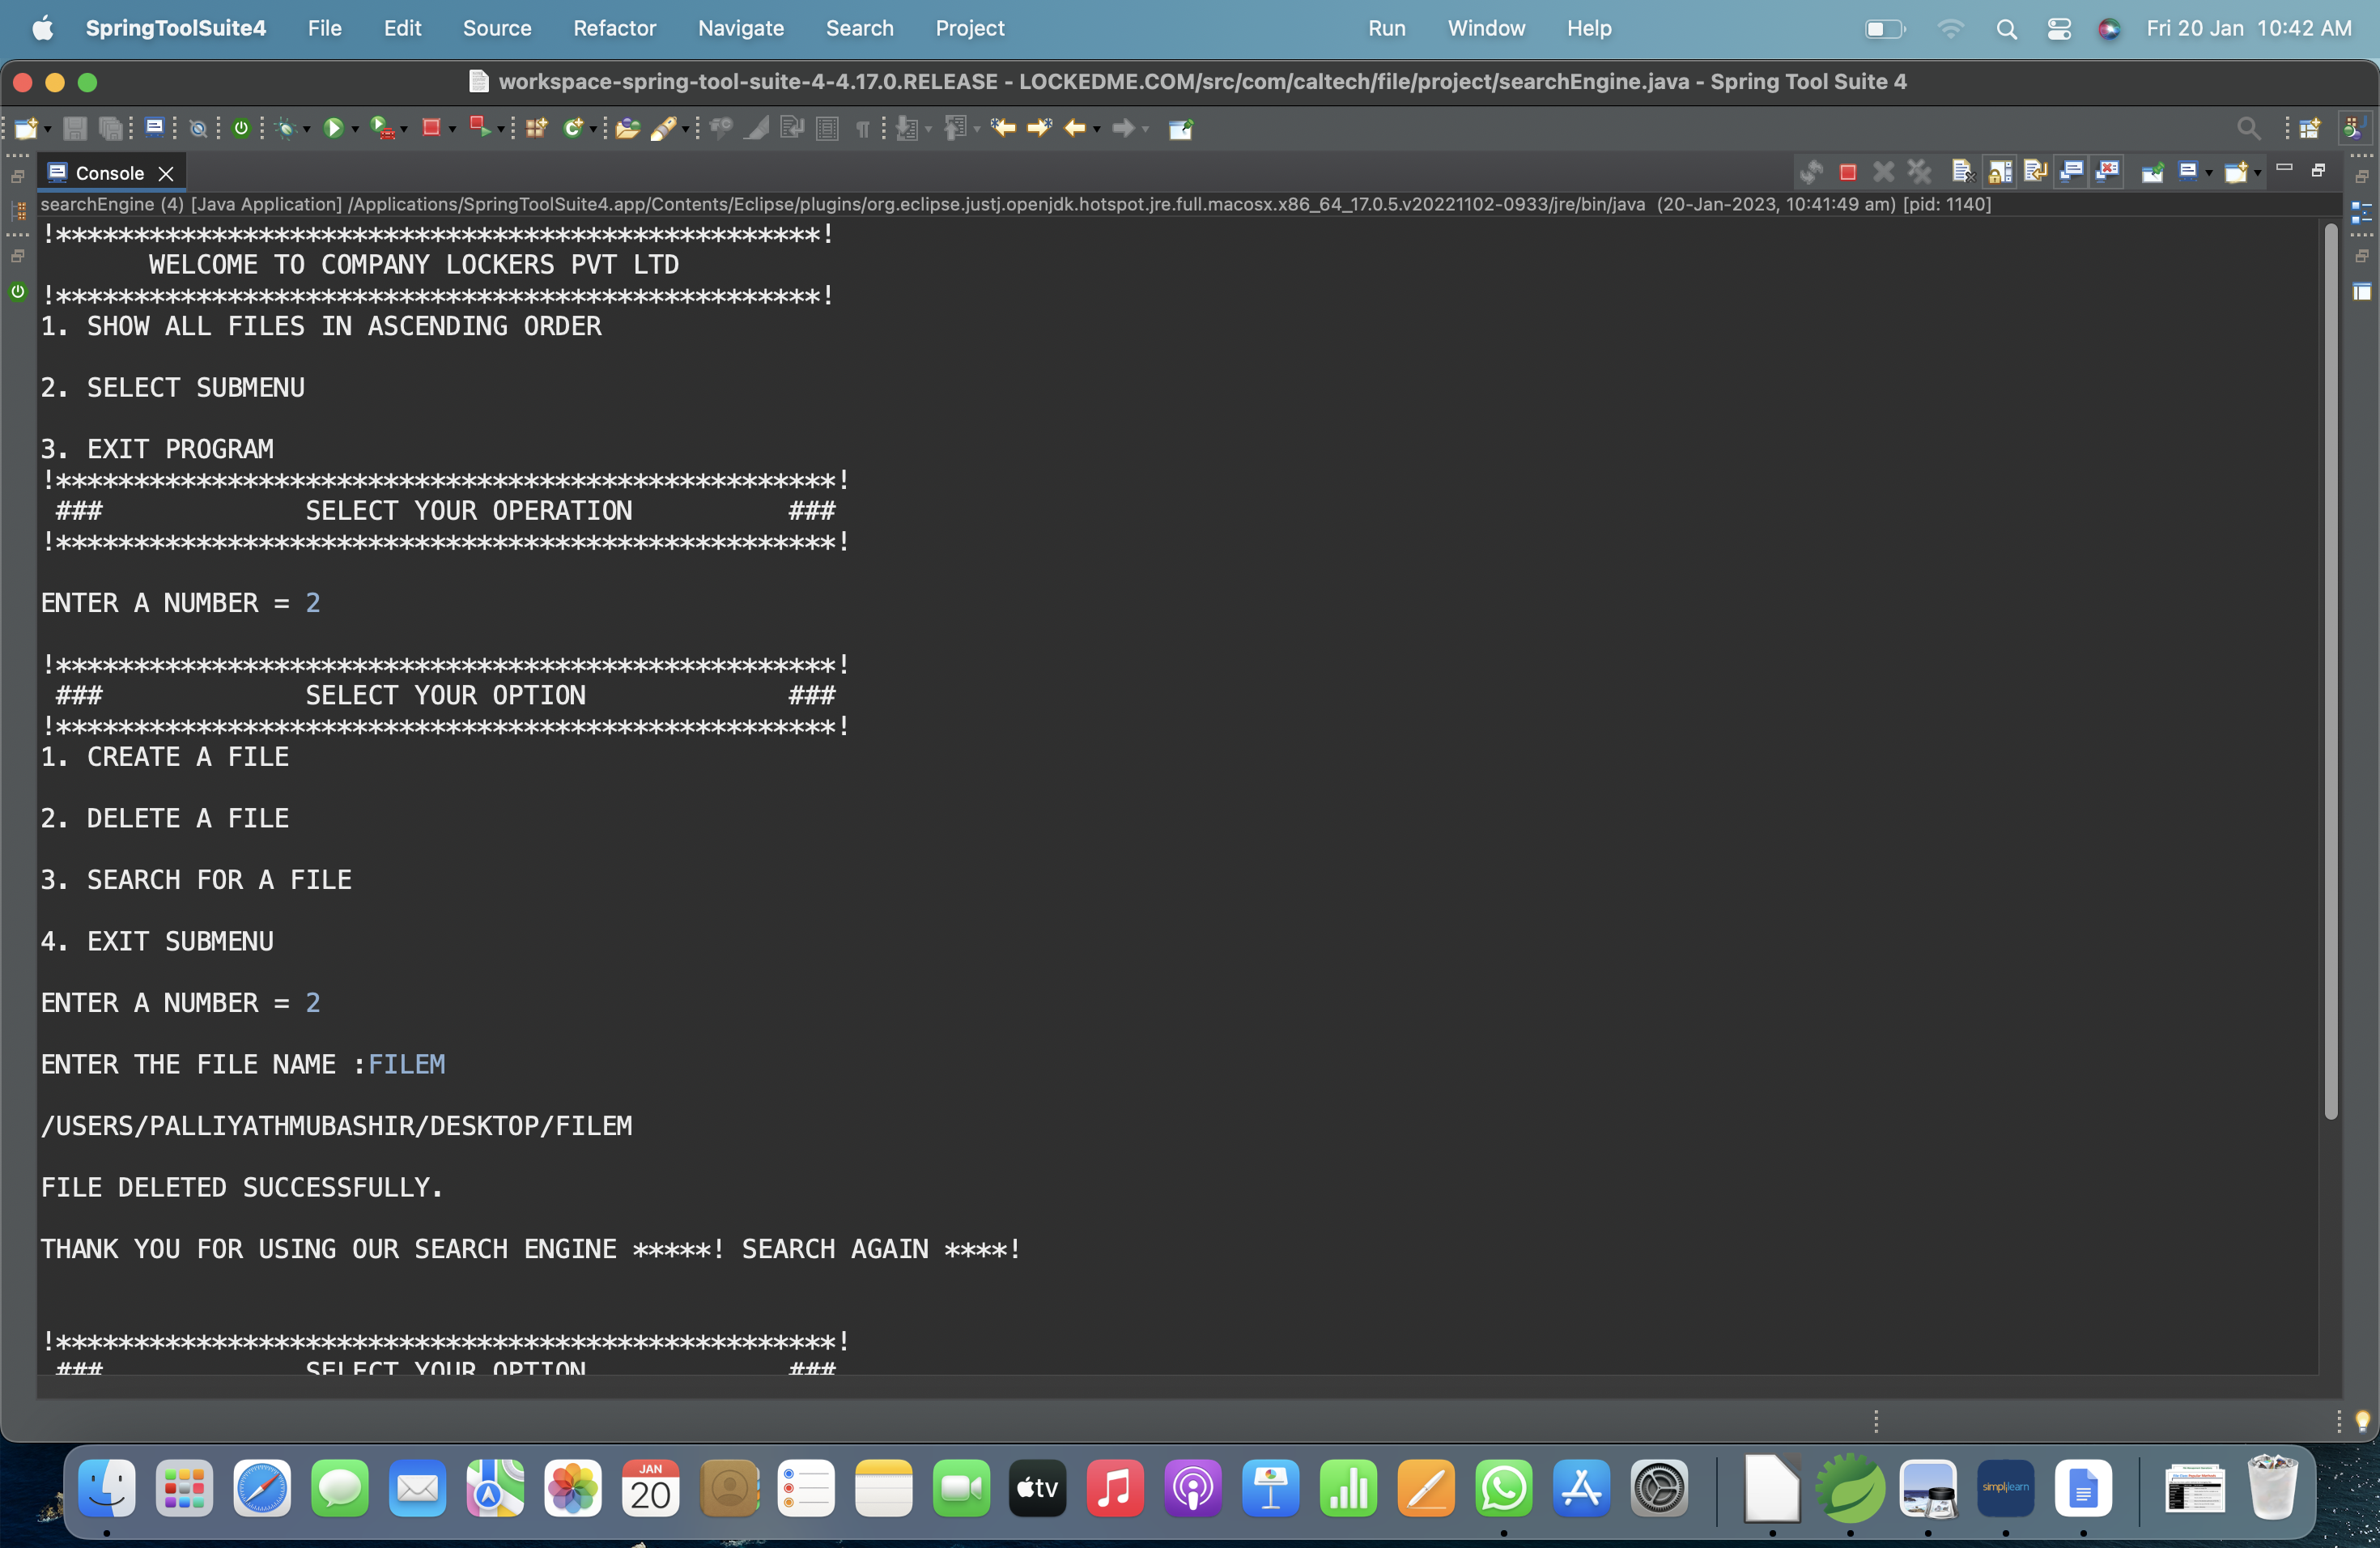 SpringToolSuite4 File Edit Source Refactor Navigate Search Project Run Window Help Fri 20 Jan 10:42 AM
workspace-spring-tool-suite-4-4.17.0.RELEASE - LOCKEDME.COM/src/com/caltech/file/project/searchEngine.java - Spring Tool Suite 4
Console
searchEngine (4) [Java Application] /Applications/SpringToolSuite4.app/Contents/Eclipse/plugins/org.eclipse.justj.openjdk.hotspot.jre.full.macosx.x86_64_17.0.5.v20221102-0933/jre/bin/java (20-Jan-2023, 10:41:49 am) [pid: 1140]
!*************************************************!
WELCOME TO COMPANY LOCKERS PVT LTD
!*************************************************!
1. SHOW ALL FILES IN ASCENDING ORDER
2. SELECT SUBMENU
3. EXIT PROGRAM
!**************************************************!
### SELECT YOUR OPERATION ###
!**************************************************!
ENTER A NUMBER = 2
!**************************************************!
### SELECT YOUR OPTION ###
!**************************************************!
1. CREATE A FILE
2. DELETE A FILE
3. SEARCH FOR A FILE
4. EXIT SUBMENU
ENTER A NUMBER = 2
ENTER THE FILE NAME :FILEM
/USERS/PALLIYATHMUBASHIR/DESKTOP/FILEM
FILE DELETED SUCCESSFULLY.
THANK YOU FOR USING OUR SEARCH ENGINE *****! SEARCH AGAIN ****!
!**************************************************!
### SELECT YOUR OPTION ###
JAN
20
tv
simplilearn